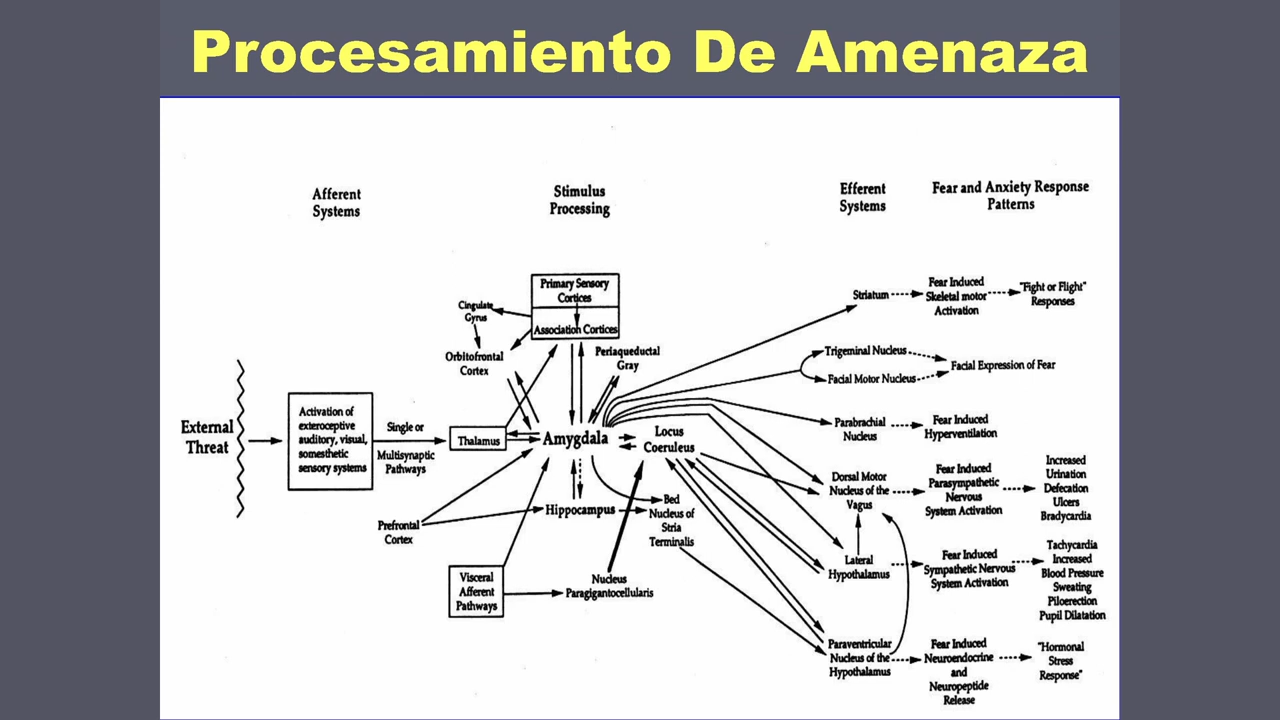 Procesamiento De Amenaza
Afferent
Systems
Stimulus
Processing
Efferent
Systems
Fear and Anxiety Response
Patterns
External
Threat
Activation of
exteroceptive
auditory, visual,
somesthetic
sensory systems
Single or
Multisynaptic
Pathways
Thalamus
Prefrontal
Cortex
Visceral
Afferent
Pathways
Cingulate
Gyrus
Orbitofrontal
Cortex
Primary Sensory
Cortices
Association Cortices
Periaqueductal
Gray
Amygdala
Locus
Coeruleus
Hippocampus
Bed
Nucleus of
Stria
Terminalis
Nucleus
Paragigantocellularis
Striatum
Fear Induced
Skeletal motor
Activation
"Fight or Flight"
Responses
Trigeminal Nucleus
Facial Motor Nucleus
Facial Expression of Fear
Parabrachial
Nucleus
Fear Induced
Hyperventilation
Dorsal Motor
Nucleus of the
Vagus
Fear Induced
Parasympathetic
Nervous
System Activation
Increased
Urination
Defecation
Ulcers
Bradycardia
Lateral
Hypothalamus
Fear Induced
Sympathetic Nervous
System Activation
Tachycardia
Increased
Blood Pressure
Sweating
Piloerection
Pupil Dilatation
Paraventricular
Nucleus of the
Hypothalamus
Fear Induced
Neuroendocrine
and
Neuropeptide
Release
"Hormonal
Stress
Response"